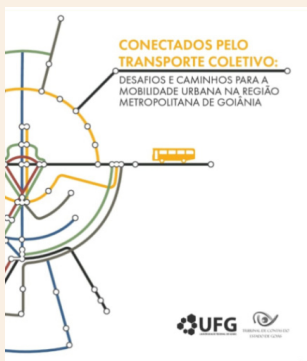 CONECTADOS PELO
TRANSPORTE COLETIVO:
DESAFIOS E CAMINHOS PARA A
MOBILIDADE URBANA NA REGIÃO
METROPOLITANA DE GOIÂNIA
UFG